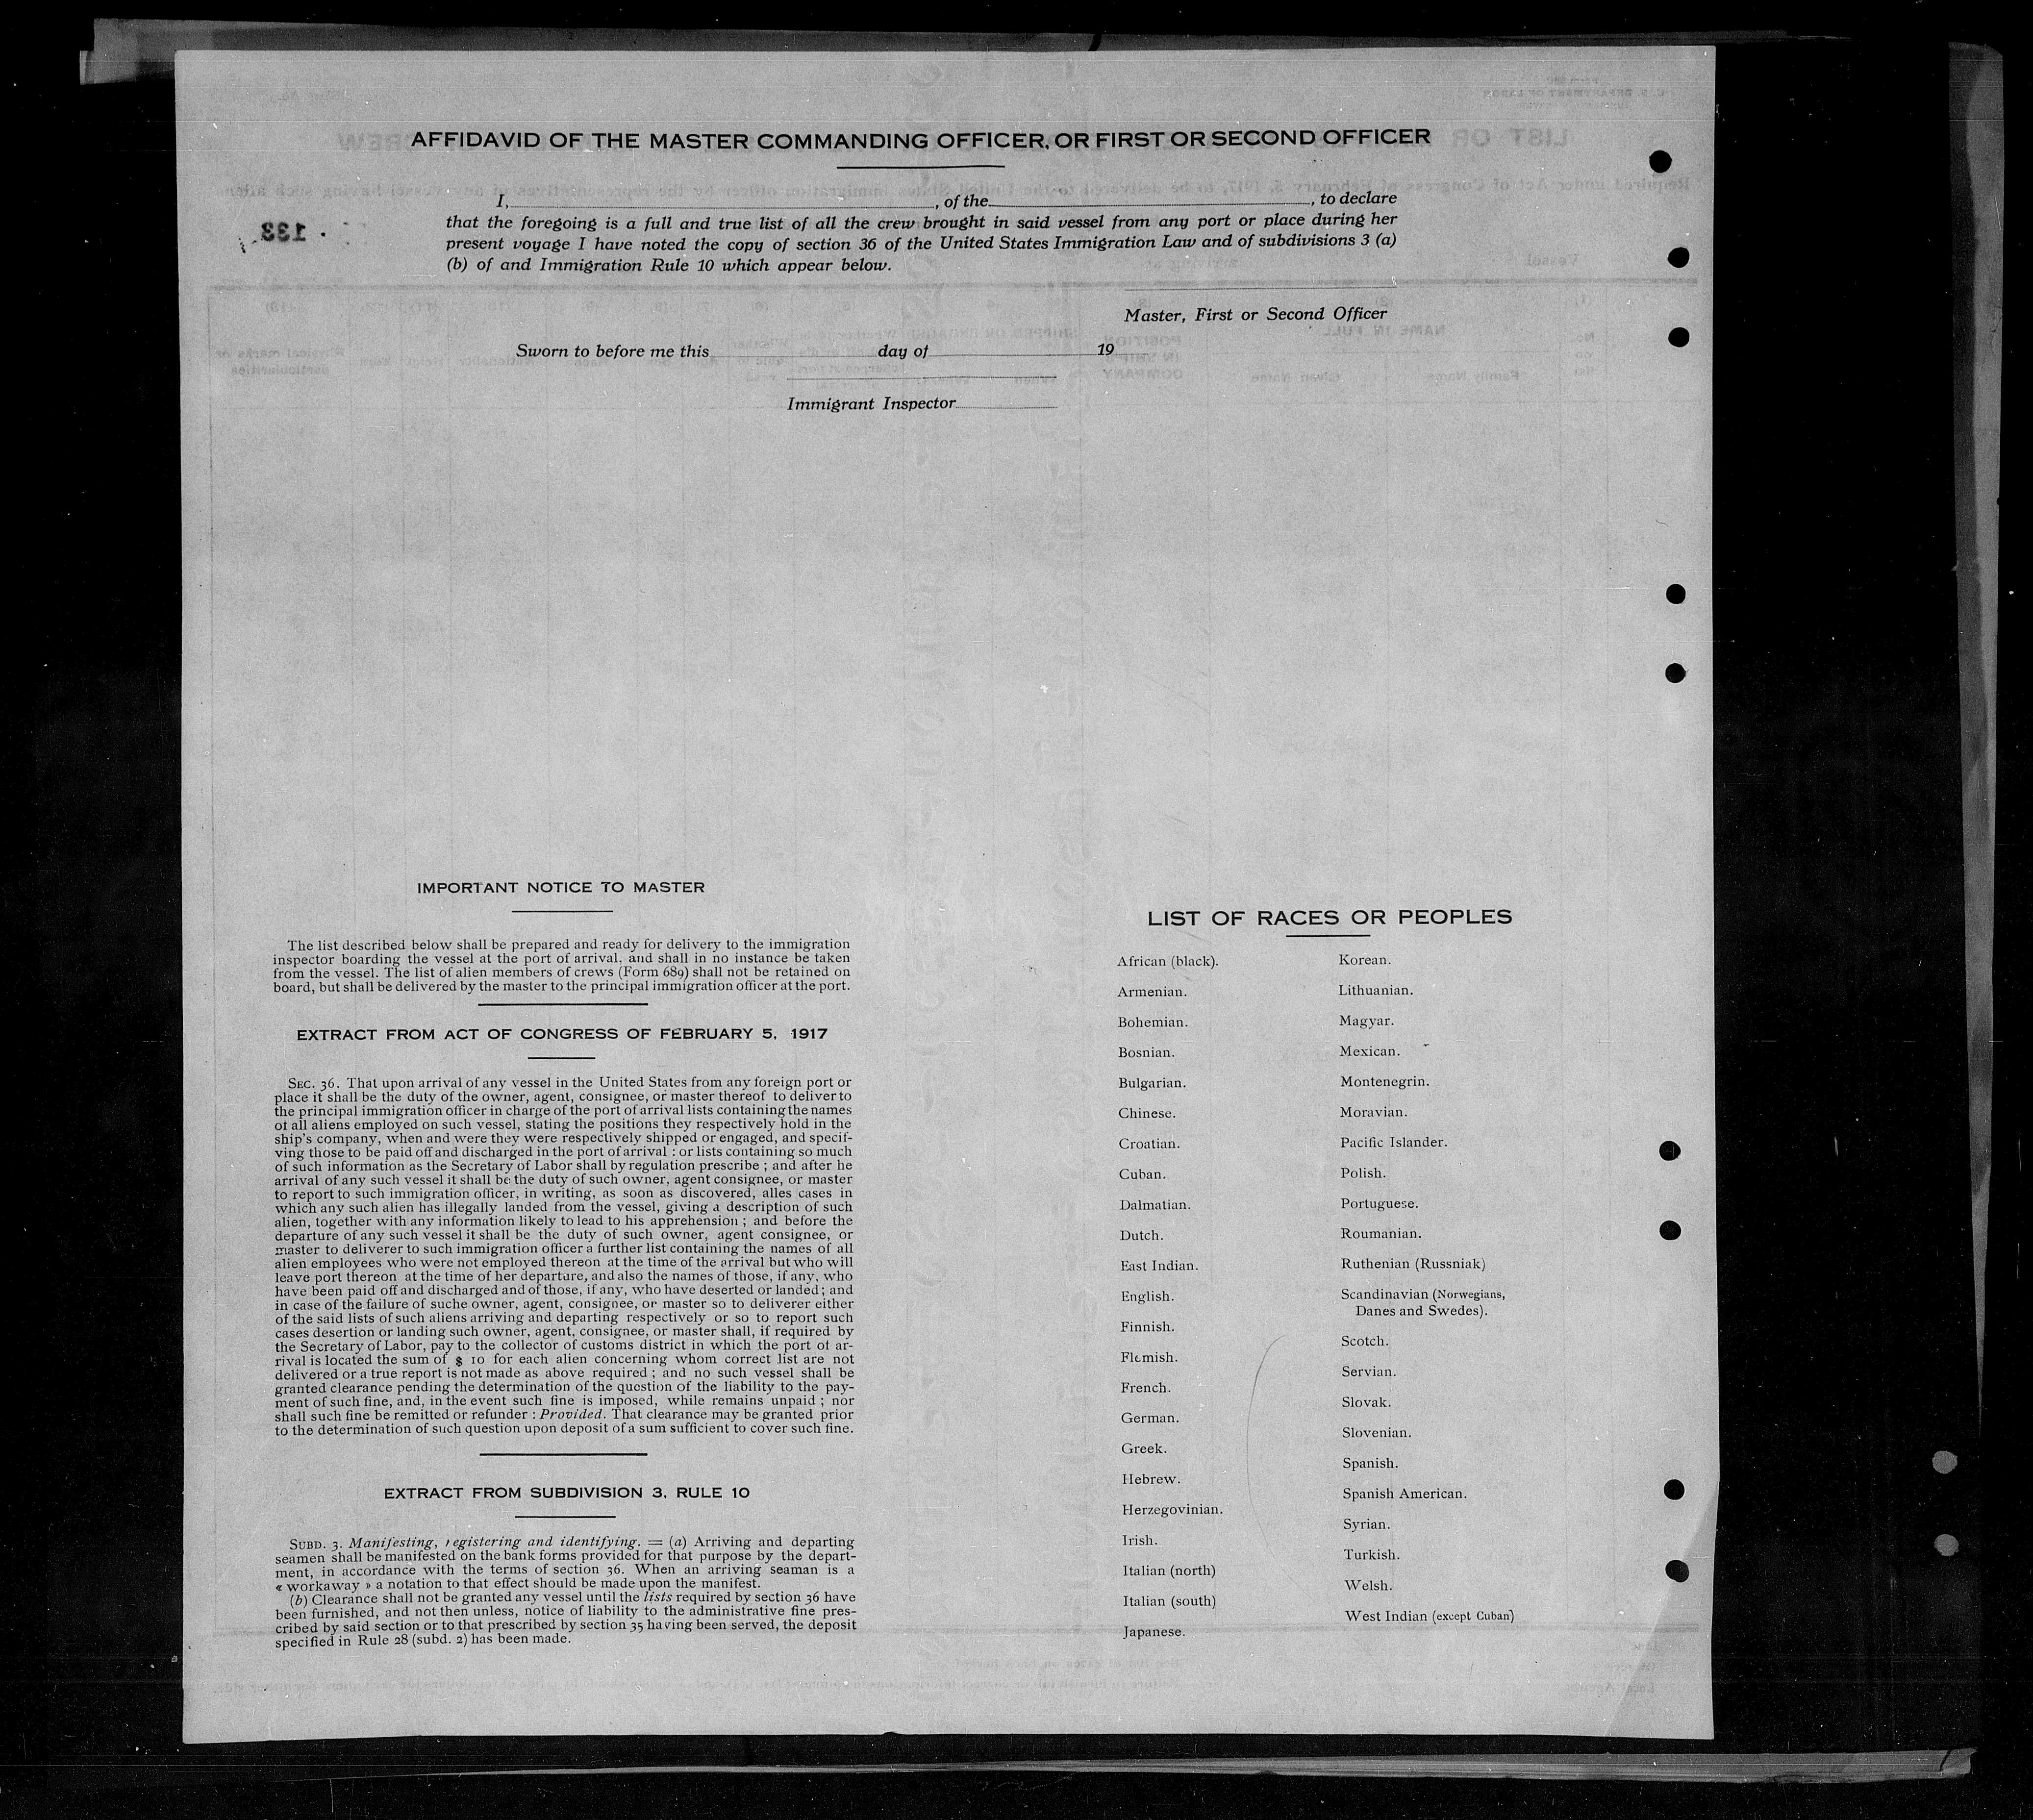 AFFIDAVID OF THE MASTER COMMANDING OFFICER, OR FIRST OR SECOND OFFICER
I, , of the , to declare
that the foregoing is a full and true list of all the crew brought in said vessel from any port or place during her
present voyage I have noted the copy of section 36 of the United States Immigration Law and of subdivisions 3 (a)
(b) of and Immigration Rule 10 which appear below.
133
Master, First or Second Officer
Sworn to before me this day of 19
Immigrant Inspector
IMPORTANT NOTICE TO MASTER
The list described below shall be prepared and ready for delivery to the immigration
inspector boarding the vessel at the port of arrival, and shall in no instance be taken
from the vessel. The list of alien members of crews (Form 689) shall not be retained on
board, but shall be delivered by the master to the principal immigration officer at the port.
EXTRACT FROM ACT OF CONGRESS OF FEBRUARY 5, 1917
SEC. 36. That upon arrival of any vessel in the United States from any foreign port or
place it shall be the duty of the owner, agent, consignee, or master thereof to deliver to
the principal immigration officer in charge of the port of arrival lists containing the names
ot all aliens employed on such vessel, stating the positions they respectively hold in the
ship's company, when and were they were respectively shipped or engaged, and specif-
ving those to be paid off and discharged in the port of arrival : or lists containing so much
of such information as the Secretary of Labor shall by regulation prescribe ; and after he
arrival of any such vessel it shall be the duty of such owner, agent consignee, or master
to report to such immigration officer, in writing, as soon as discovered, alles cases in
which any such alien has illegally landed from the vessel, giving a description of such
alien, together with any information likely to lead to his apprehension ; and before the
departure of any such vessel it shall be the duty of such owner, agent consignee, or
master to deliverer to such immigration officer a further list containing the names of all
alien employees who were not employed thereon at the time of the arrival but who will
leave port thereon at the time of her departure, and also the names of those, if any, who
have been paid off and discharged and of those, if any, who have deserted or landed ; and
in case of the failure of suche owner, agent, consignee, or master so to deliverer either
of the said lists of such aliens arriving and departing respectively or so to report such
cases desertion or landing such owner, agent, consignee, or master shall, if required by
the Secretary of Labor, pay to the collector of customs district in which the port ot ar-
rival is located the sum of $ 10 for each alien concerning whom correct list are not
delivered or a true report is not made as above required ; and no such vessel shall be
granted clearance pending the determination of the question of the liability to the pay-
ment of such fine, and, in the event such fine is imposed, while remains unpaid ; nor
shall such fine be remitted or refunder : Provided. That clearance may be granted prior
to the determination of such question upon deposit of a sum sufficient to cover such fine.
EXTRACT FROM SUBDIVISION 3, RULE 10
SUBD. 3. Manifesting, registering and identifying. = (a) Arriving and departing
seamen shall be manifested on the bank forms provided for that purpose by the depart-
ment, in accordance with the terms of section 36. When an arriving seaman is a
« workaway » a notation to that effect should be made upon the manifest.
(b) Clearance shall not be granted any vessel until the lists required by section 36 have
been furnished, and not then unless, notice of liability to the administrative fine pres-
cribed by said section or to that prescribed by section 35 having been served, the deposit
specified in Rule 28 (subd. 2) has been made.
LIST OF RACES OR PEOPLES
African (black).
Armenian.
Bohemian.
Bosnian.
Bulgarian.
Chinese.
Croatian.
Cuban.
Dalmatian.
Dutch.
East Indian.
English.
Finnish.
Flemish.
French.
German.
Greek.
Hebrew.
Herzegovinian.
Irish.
Italian (north)
Italian (south)
Japanese.
Korean.
Lithuanian.
Magyar.
Mexican.
Montenegrin.
Moravian.
Pacific Islander.
Polish.
Portuguese.
Roumanian.
Ruthenian (Russniak)
Scandinavian (Norwegians,
Danes and Swedes).
Scotch.
Servian.
Slovak.
Slovenian.
Spanish.
Spanish American.
Syrian.
Turkish.
Welsh.
West Indian (except Cuban)